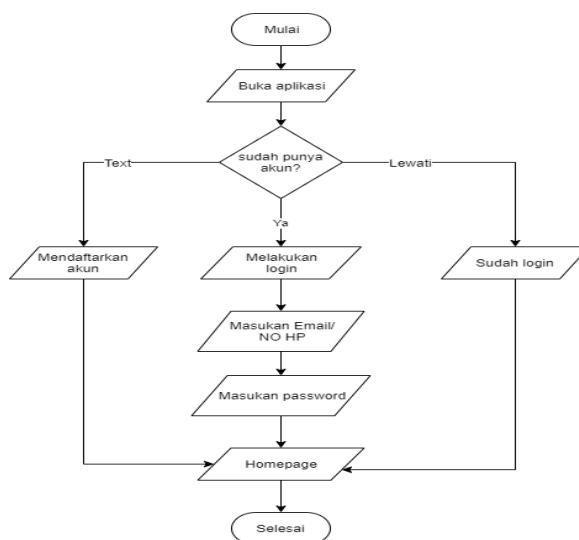 Mulai
Buka aplikasi
sudah punya
akun?
Text
Lewati
Ya
Mendaftarkan
akun
Melakukan
login
Sudah login
Masukan Email/
NO HP
Masukan password
Homepage
Selesai